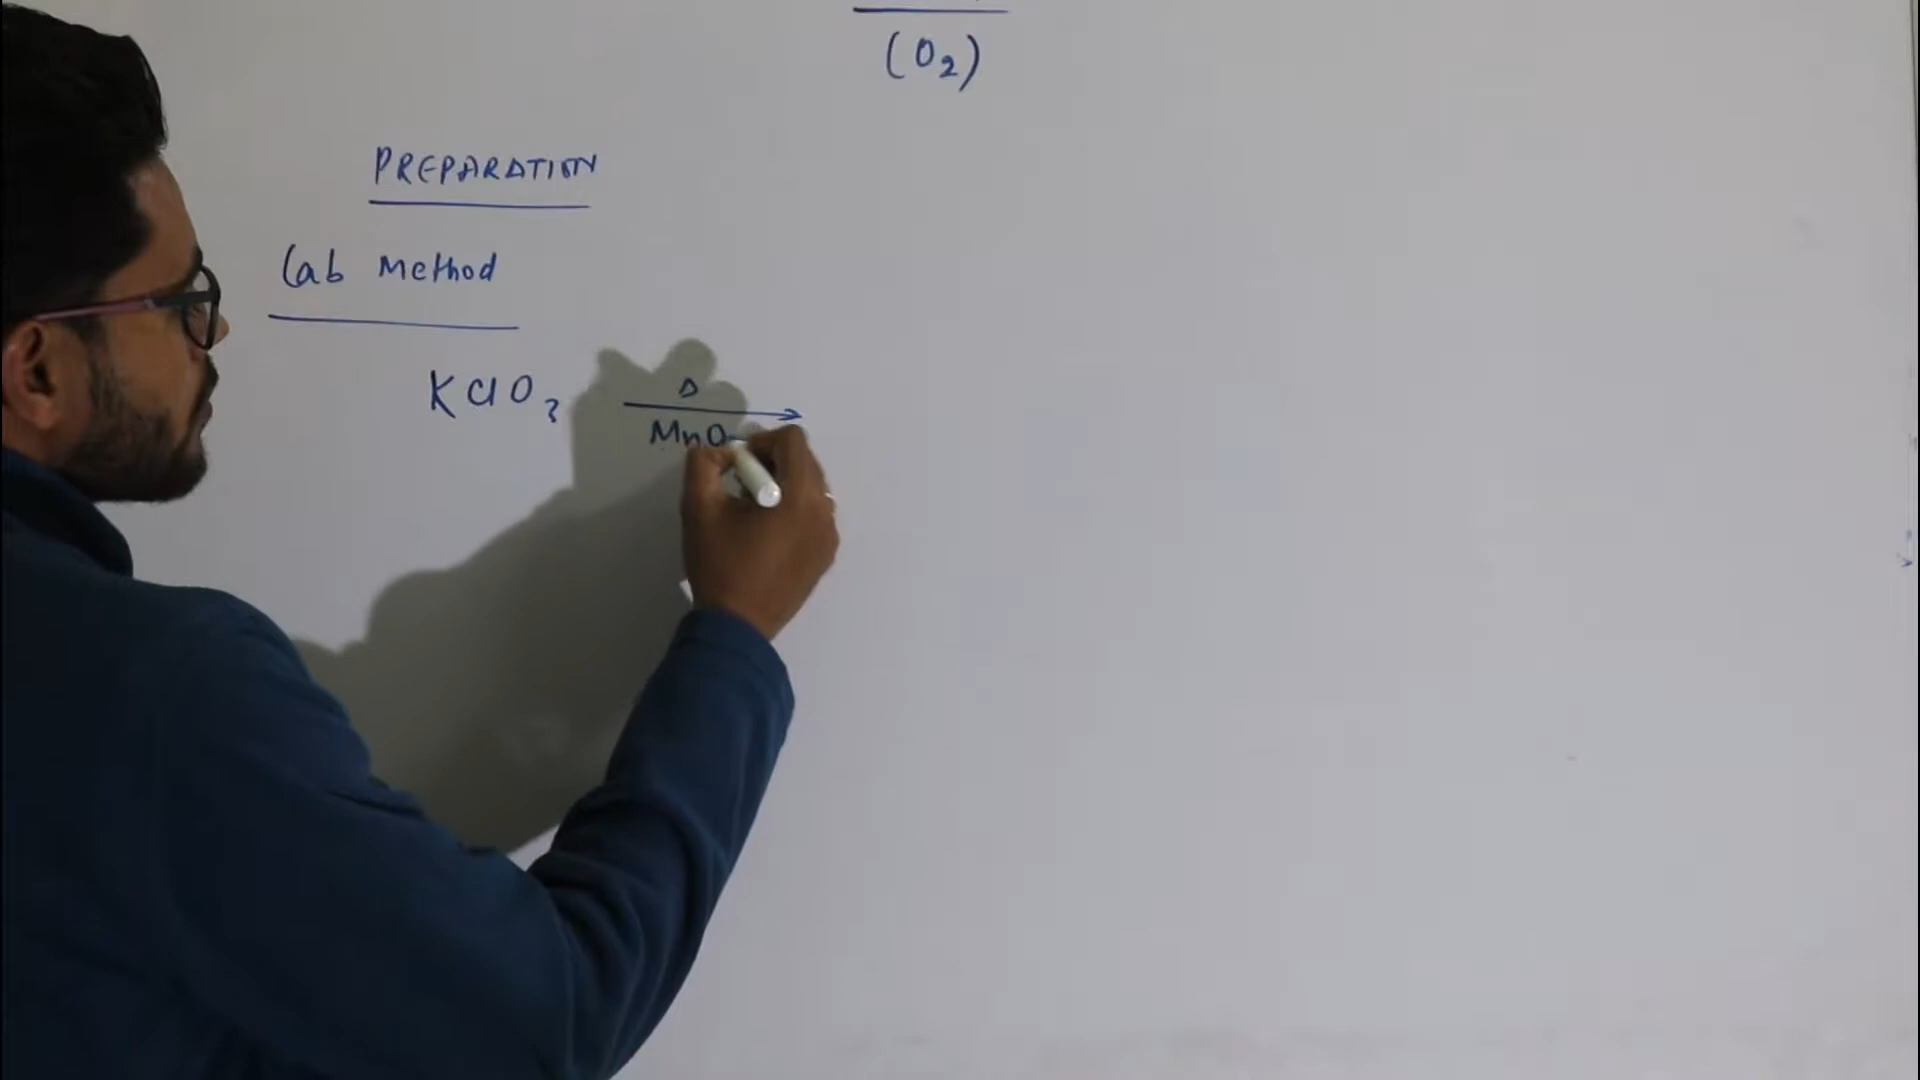 (O₂)
PREPARATION
Lab Method
KClO₃ Δ
MnO